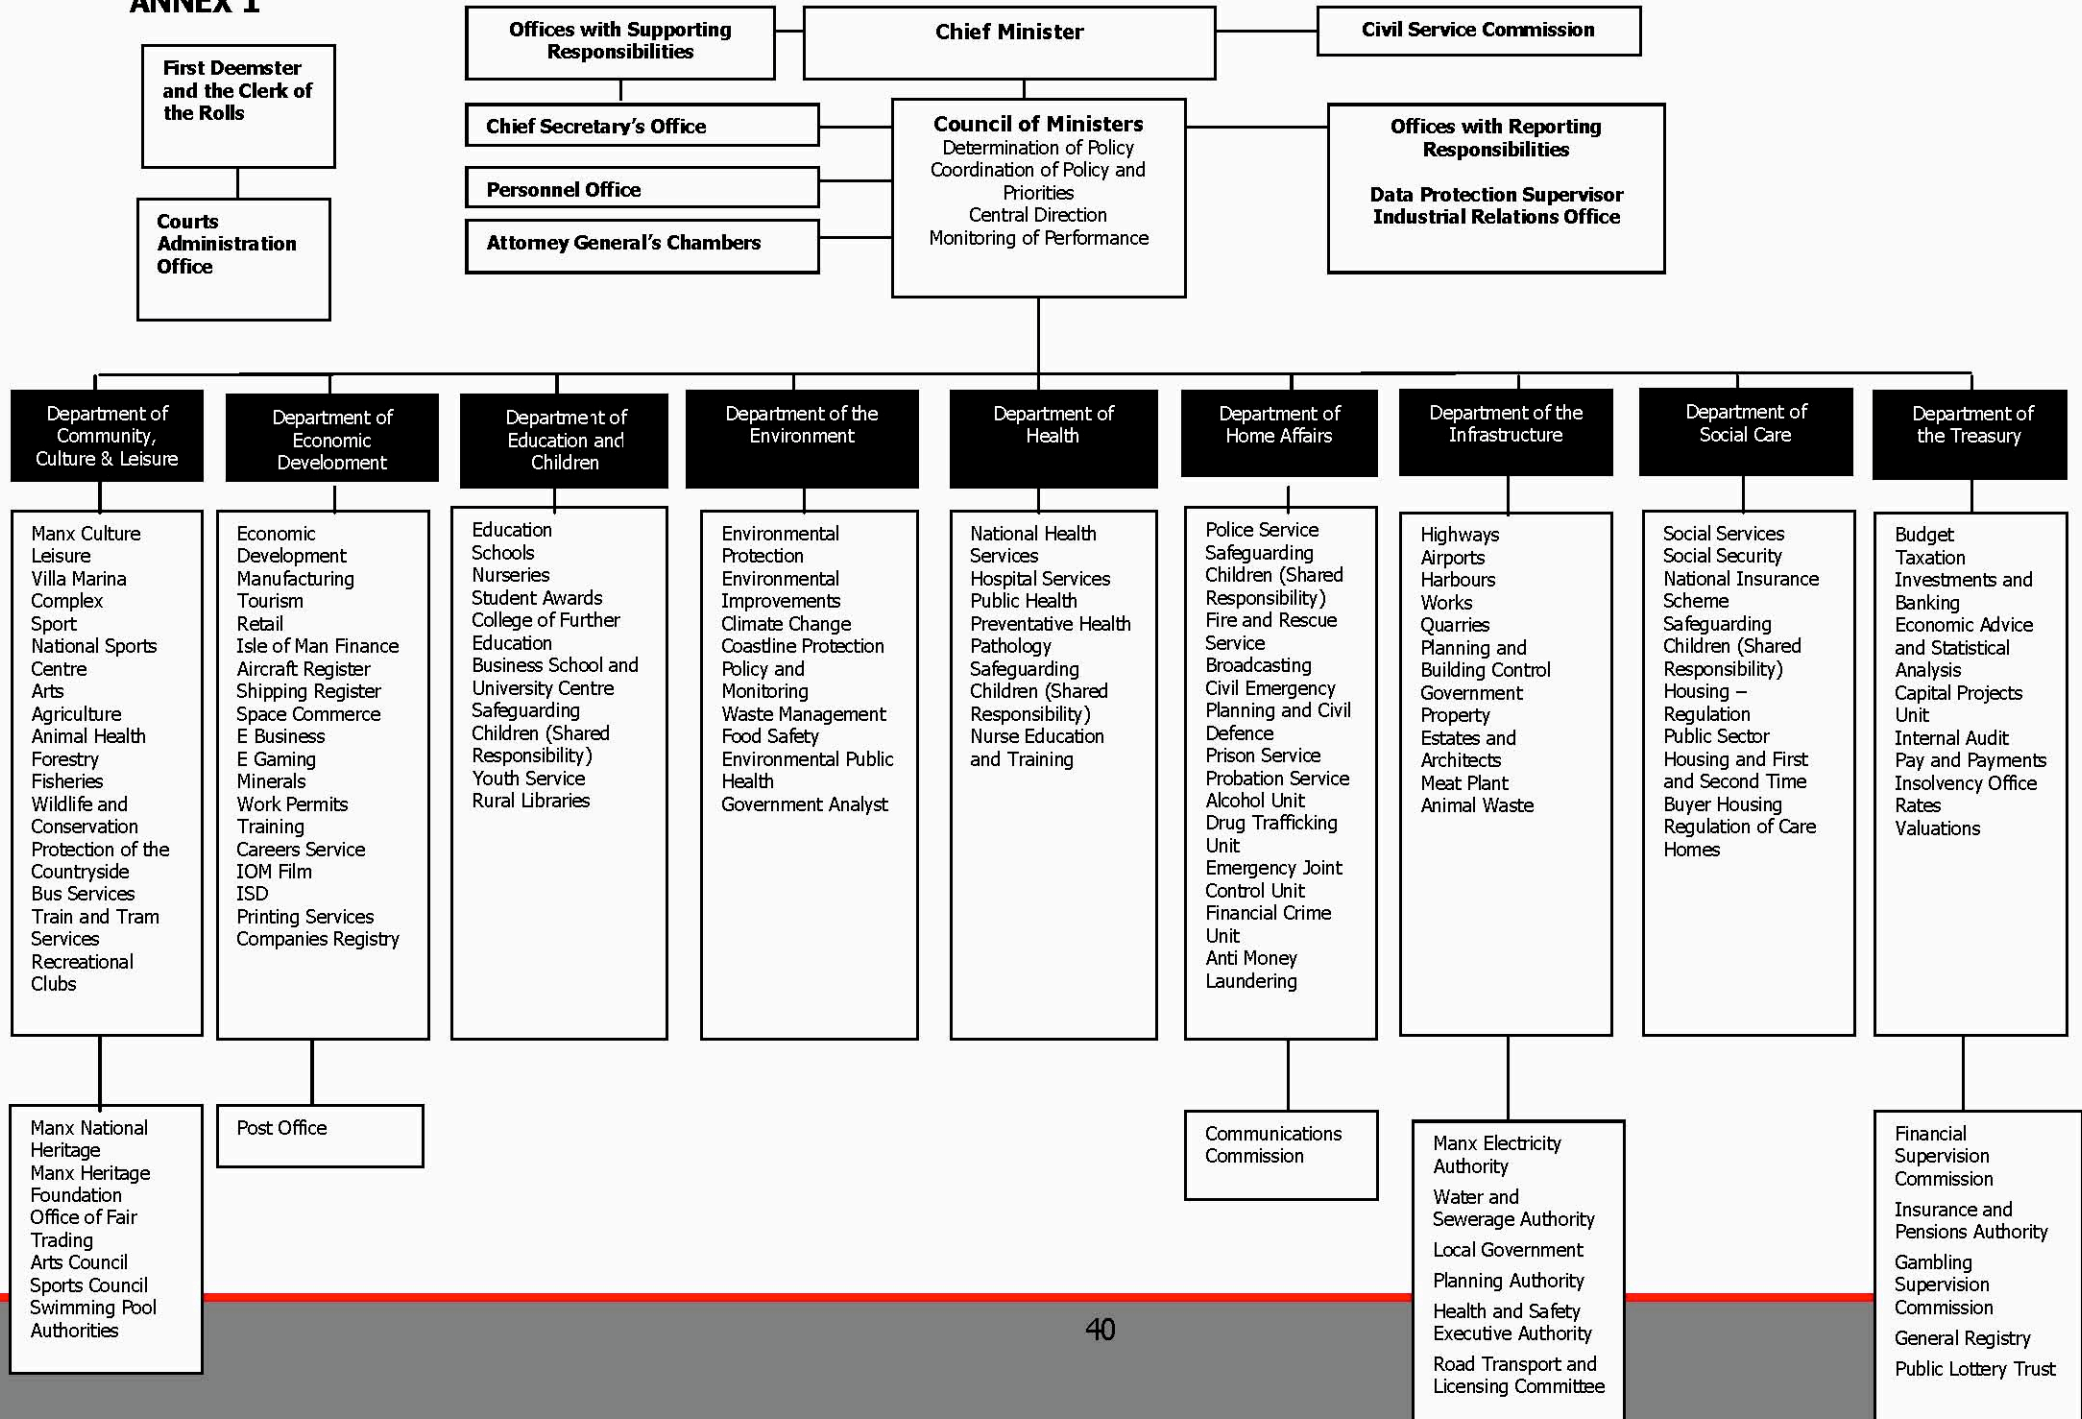 ANNEX 1
First Deemster
and the Clerk of
the Rolls
Courts
Administration
Office
Offices with Supporting
Responsibilities
Chief Minister
Civil Service Commission
Chief Secretary's Office
Personnel Office
Attorney General's Chambers
Council of Ministers
Determination of Policy
Coordination of Policy and
Priorities
Central Direction
Monitoring of Performance
Offices with Reporting
Responsibilities
Data Protection Supervisor
Industrial Relations Office
Department of
Community,
Culture & Leisure
Manx Culture
Leisure
Villa Marina
Complex
Sport
National Sports
Centre
Arts
Agriculture
Animal Health
Forestry
Fisheries
Wildlife and
Conservation
Protection of the
Countryside
Bus Services
Train and Tram
Services
Recreational
Clubs
Manx National
Heritage
Manx Heritage
Foundation
Office of Fair
Trading
Arts Council
Sports Council
Swimming Pool
Authorities
Department of
Economic
Development
Economic
Development
Manufacturing
Tourism
Retail
Isle of Man Finance
Aircraft Register
Shipping Register
Space Commerce
E Business
E Gaming
Minerals
Work Permits
Training
Careers Service
IOM Film
ISD
Printing Services
Companies Registry
Post Office
Department of
Education and
Children
Education
Schools
Nurseries
Student Awards
College of Further
Education
Business School and
University Centre
Safeguarding
Children (Shared
Responsibility)
Youth Service
Rural Libraries
Department of the
Environment
Environmental
Protection
Environmental
Improvements
Climate Change
Coastline Protection
Policy and
Monitoring
Waste Management
Food Safety
Environmental Public
Health
Government Analyst
Department of
Health
National Health
Services
Hospital Services
Public Health
Preventative Health
Pathology
Safeguarding
Children (Shared
Responsibility)
Nurse Education
and Training
Department of
Home Affairs
Police Service
Safeguarding
Children (Shared
Responsibility)
Fire and Rescue
Service
Broadcasting
Civil Emergency
Planning and Civil
Defence
Prison Service
Probation Service
Alcohol Unit
Drug Trafficking
Unit
Emergency Joint
Control Unit
Financial Crime
Unit
Anti Money
Laundering
Communications
Commission
Department of the
Infrastructure
Highways
Airports
Harbours
Works
Quarries
Planning and
Building Control
Government
Property
Estates and
Architects
Meat Plant
Animal Waste
Manx Electricity
Authority
Water and
Sewerage Authority
Local Government
Planning Authority
Health and Safety
Executive Authority
Road Transport and
Licensing Committee
Department of
Social Care
Social Services
Social Security
National Insurance
Scheme
Safeguarding
Children (Shared
Responsibility)
Housing –
Regulation
Public Sector
Housing and First
and Second Time
Buyer Housing
Regulation of Care
Homes
Department of
the Treasury
Budget
Taxation
Investments and
Banking
Economic Advice
and Statistical
Analysis
Capital Projects
Unit
Internal Audit
Pay and Payments
Insolvency Office
Rates
Valuations
Financial
Supervision
Commission
Insurance and
Pensions Authority
Gambling
Supervision
Commission
General Registry
Public Lottery Trust
40